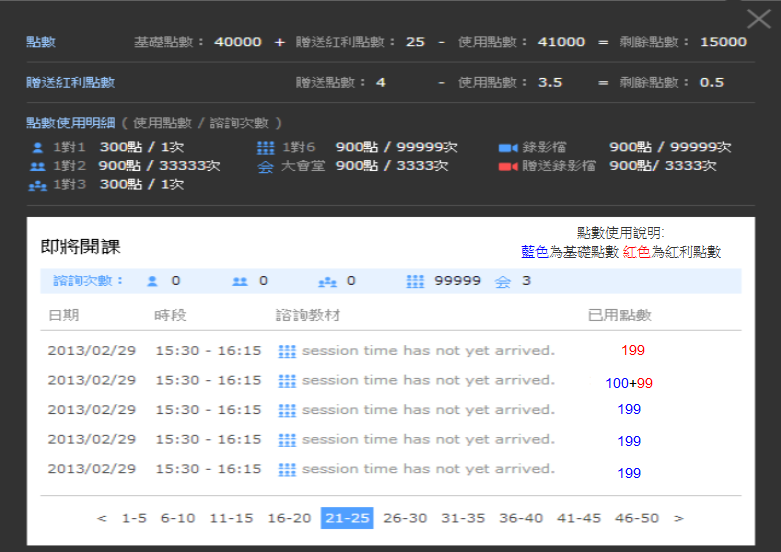 點數 基礎點數： 40000 + 贈送紅利點數： 25 - 使用點數： 41000 = 剩餘點數： 15000
贈送紅利點數 贈送點數： 4 - 使用點數： 3.5 = 剩餘點數： 0.5
點數使用明細 ( 使用點數 / 諮詢次數 )
1對1 300點 / 1次 1對6 900點 / 99999次 錄影檔 900點 / 99999次
1對2 900點 / 33333次 大會堂 900點 / 3333次 贈送錄影檔 900點/ 3333次
1對3 300點 / 1次
即將開課
點數使用說明:
藍色為基礎點數 紅色為紅利點數
諮詢次數： 0 0 0 99999 3
日期 時段 諮詢教材 已用點數
2013/02/29 15:30 - 16:15 session time has not yet arrived. 199
2013/02/29 15:30 - 16:15 session time has not yet arrived. 100+99
2013/02/29 15:30 - 16:15 session time has not yet arrived. 199
2013/02/29 15:30 - 16:15 session time has not yet arrived. 199
2013/02/29 15:30 - 16:15 session time has not yet arrived. 199
< 1-5 6-10 11-15 16-20 21-25 26-30 31-35 36-40 41-45 46-50 >